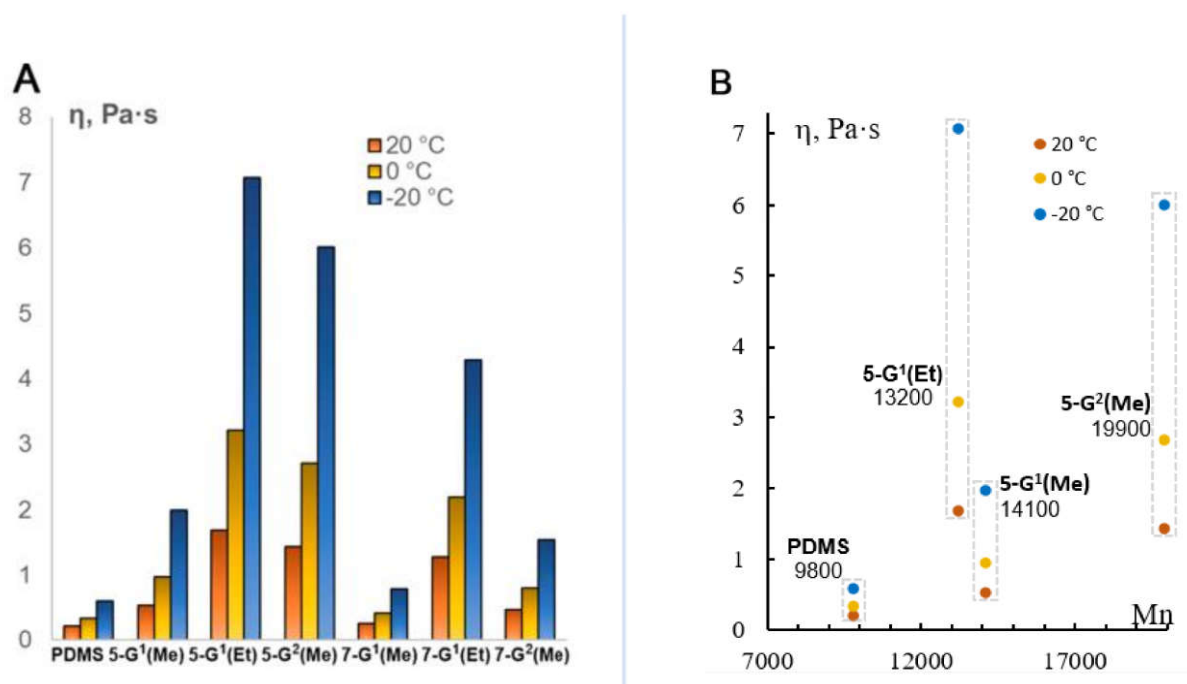 A
η, Pa·s
8
7
6
5
4
3
2
1
0
20 °C
0 °C
-20 °C
PDMS 5-G¹(Me) 5-G¹(Et) 5-G²(Me) 7-G¹(Me) 7-G¹(Et) 7-G²(Me)
B
η, Pa·s
7
6
5
4
3
2
1
0
20 °C
0 °C
-20 °C
5-G¹(Et)
13200
5-G²(Me)
19900
5-G¹(Me)
14100
PDMS
9800
Mn
7000 12000 17000